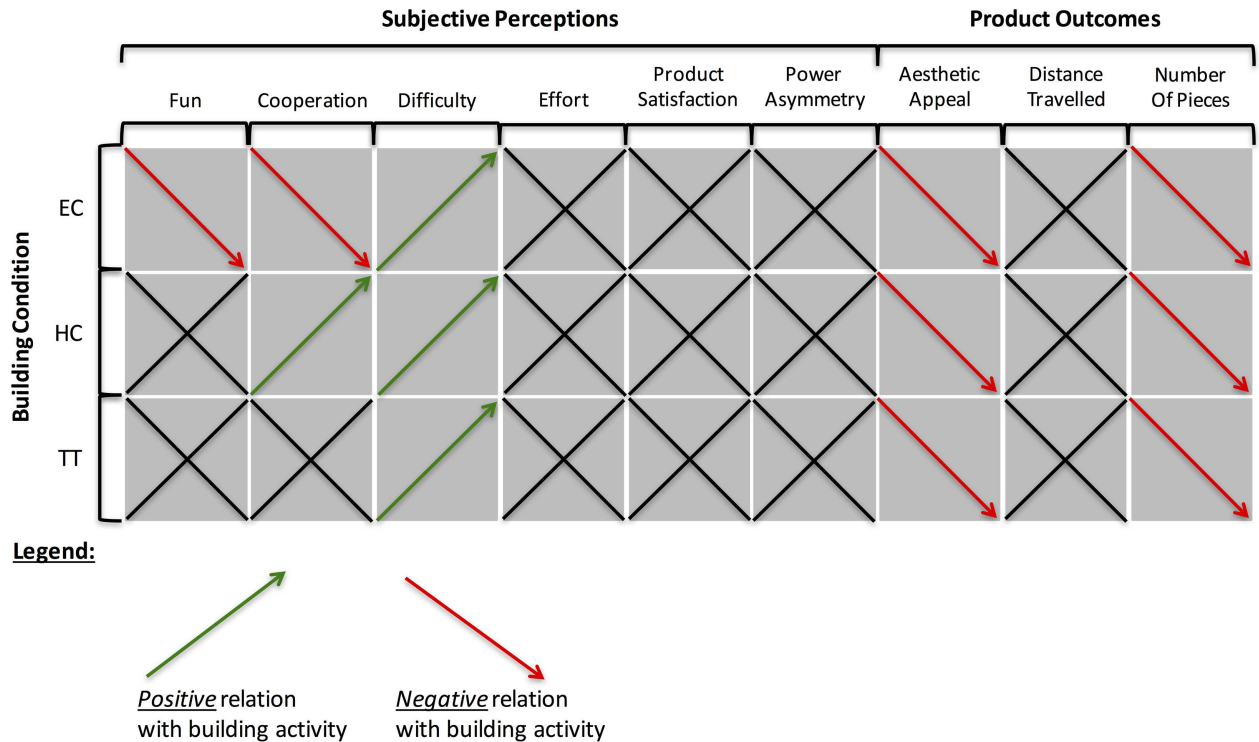 Subjective Perceptions
Product Outcomes
Fun
Cooperation
Difficulty
Effort
Product
Satisfaction
Power
Asymmetry
Aesthetic
Appeal
Distance
Travelled
Number
Of Pieces
Building Condition
EC
HC
TT
Legend:
Positive relation
with building activity
Negative relation
with building activity